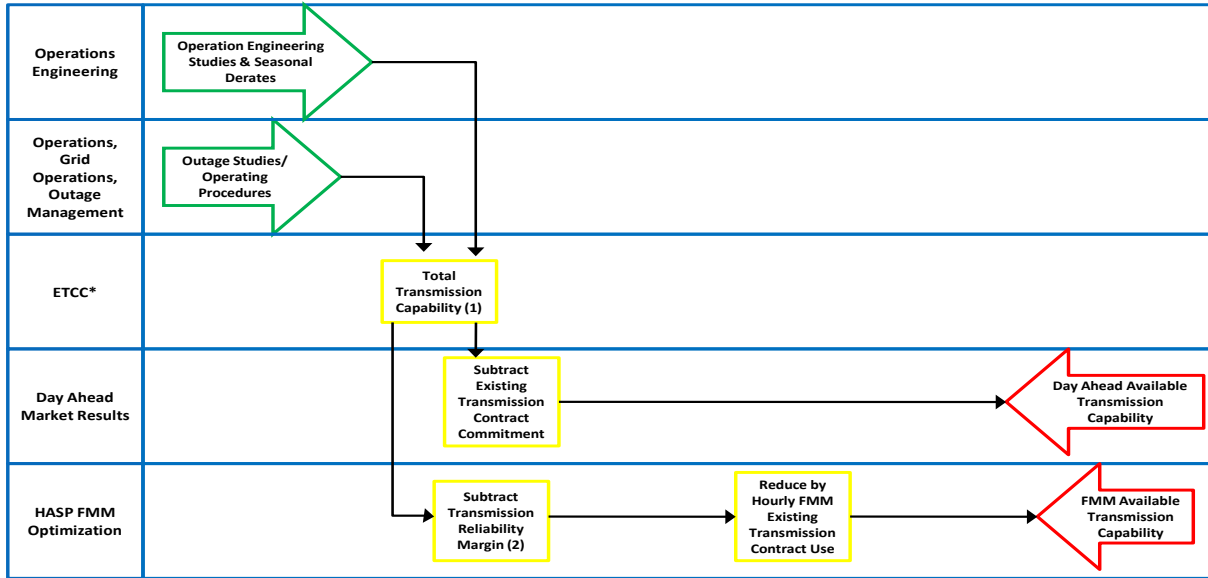 Operations
Engineering
Operation Engineering
Studies & Seasonal
Derates
Operations,
Grid
Operations,
Outage
Management
Outage Studies/
Operating
Procedures
ETCC*
Total
Transmission
Capability (1)
Day Ahead
Market Results
Subtract
Existing
Transmission
Contract
Commitment
Day Ahead Available
Transmission
Capability
HASP FMM
Optimization
Subtract
Transmission
Reliability
Margin (2)
Reduce by
Hourly FMM
Existing
Transmission
Contract Use
FMM Available
Transmission
Capability